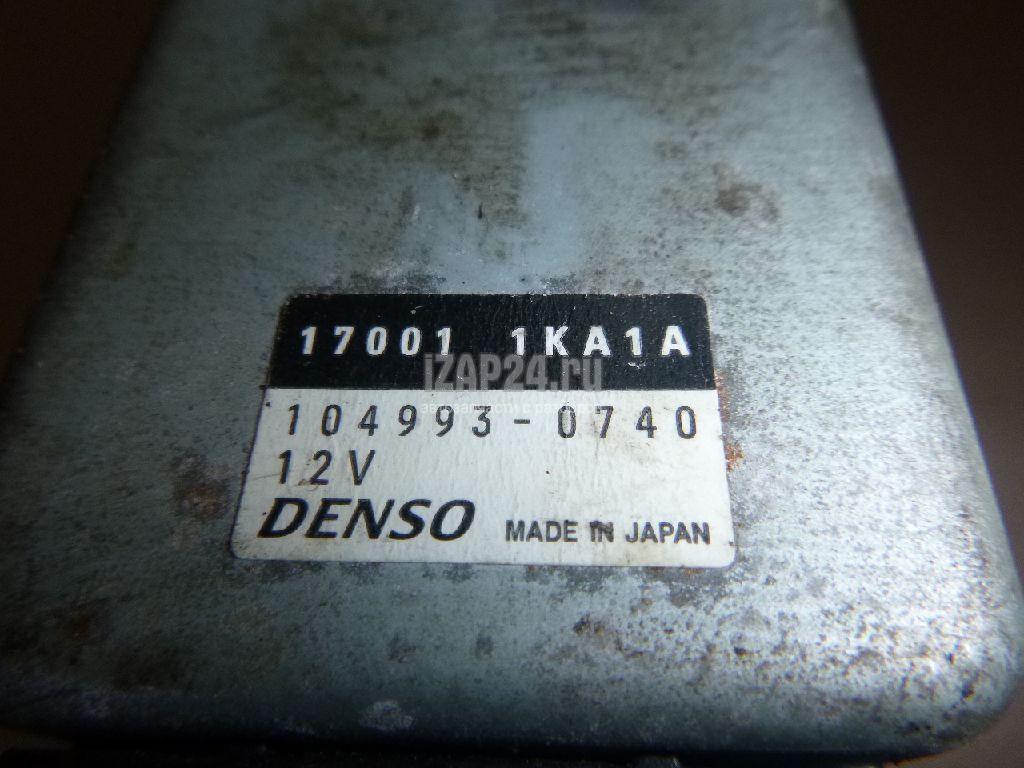 17001 1KA1A
iZAP24.ru
104993-0740
12V
DENSO MADE IN JAPAN